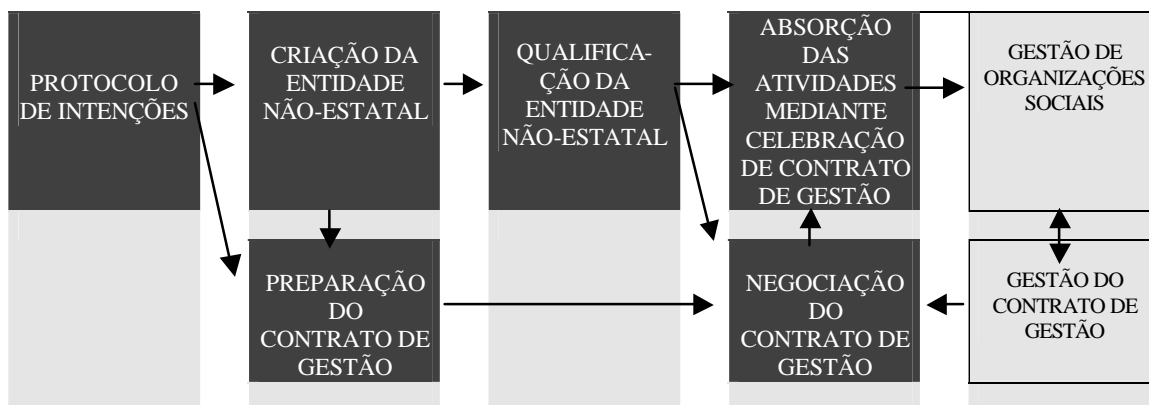 PROTOCOLO
DE INTENÇÕES
CRIAÇÃO DA
ENTIDADE
NÃO-ESTATAL
QUALIFICA-
ÇÃO DA
ENTIDADE
NÃO-ESTATAL
ABSORÇÃO
DAS
ATIVIDADES
MEDIANTE
CELEBRAÇÃO
DE CONTRATO
DE GESTÃO
GESTÃO DE
ORGANIZAÇÕES
SOCIAIS
PREPARAÇÃO
DO
CONTRATO DE
GESTÃO
NEGOCIAÇÃO
DO
CONTRATO DE
GESTÃO
GESTÃO DO
CONTRATO DE
GESTÃO